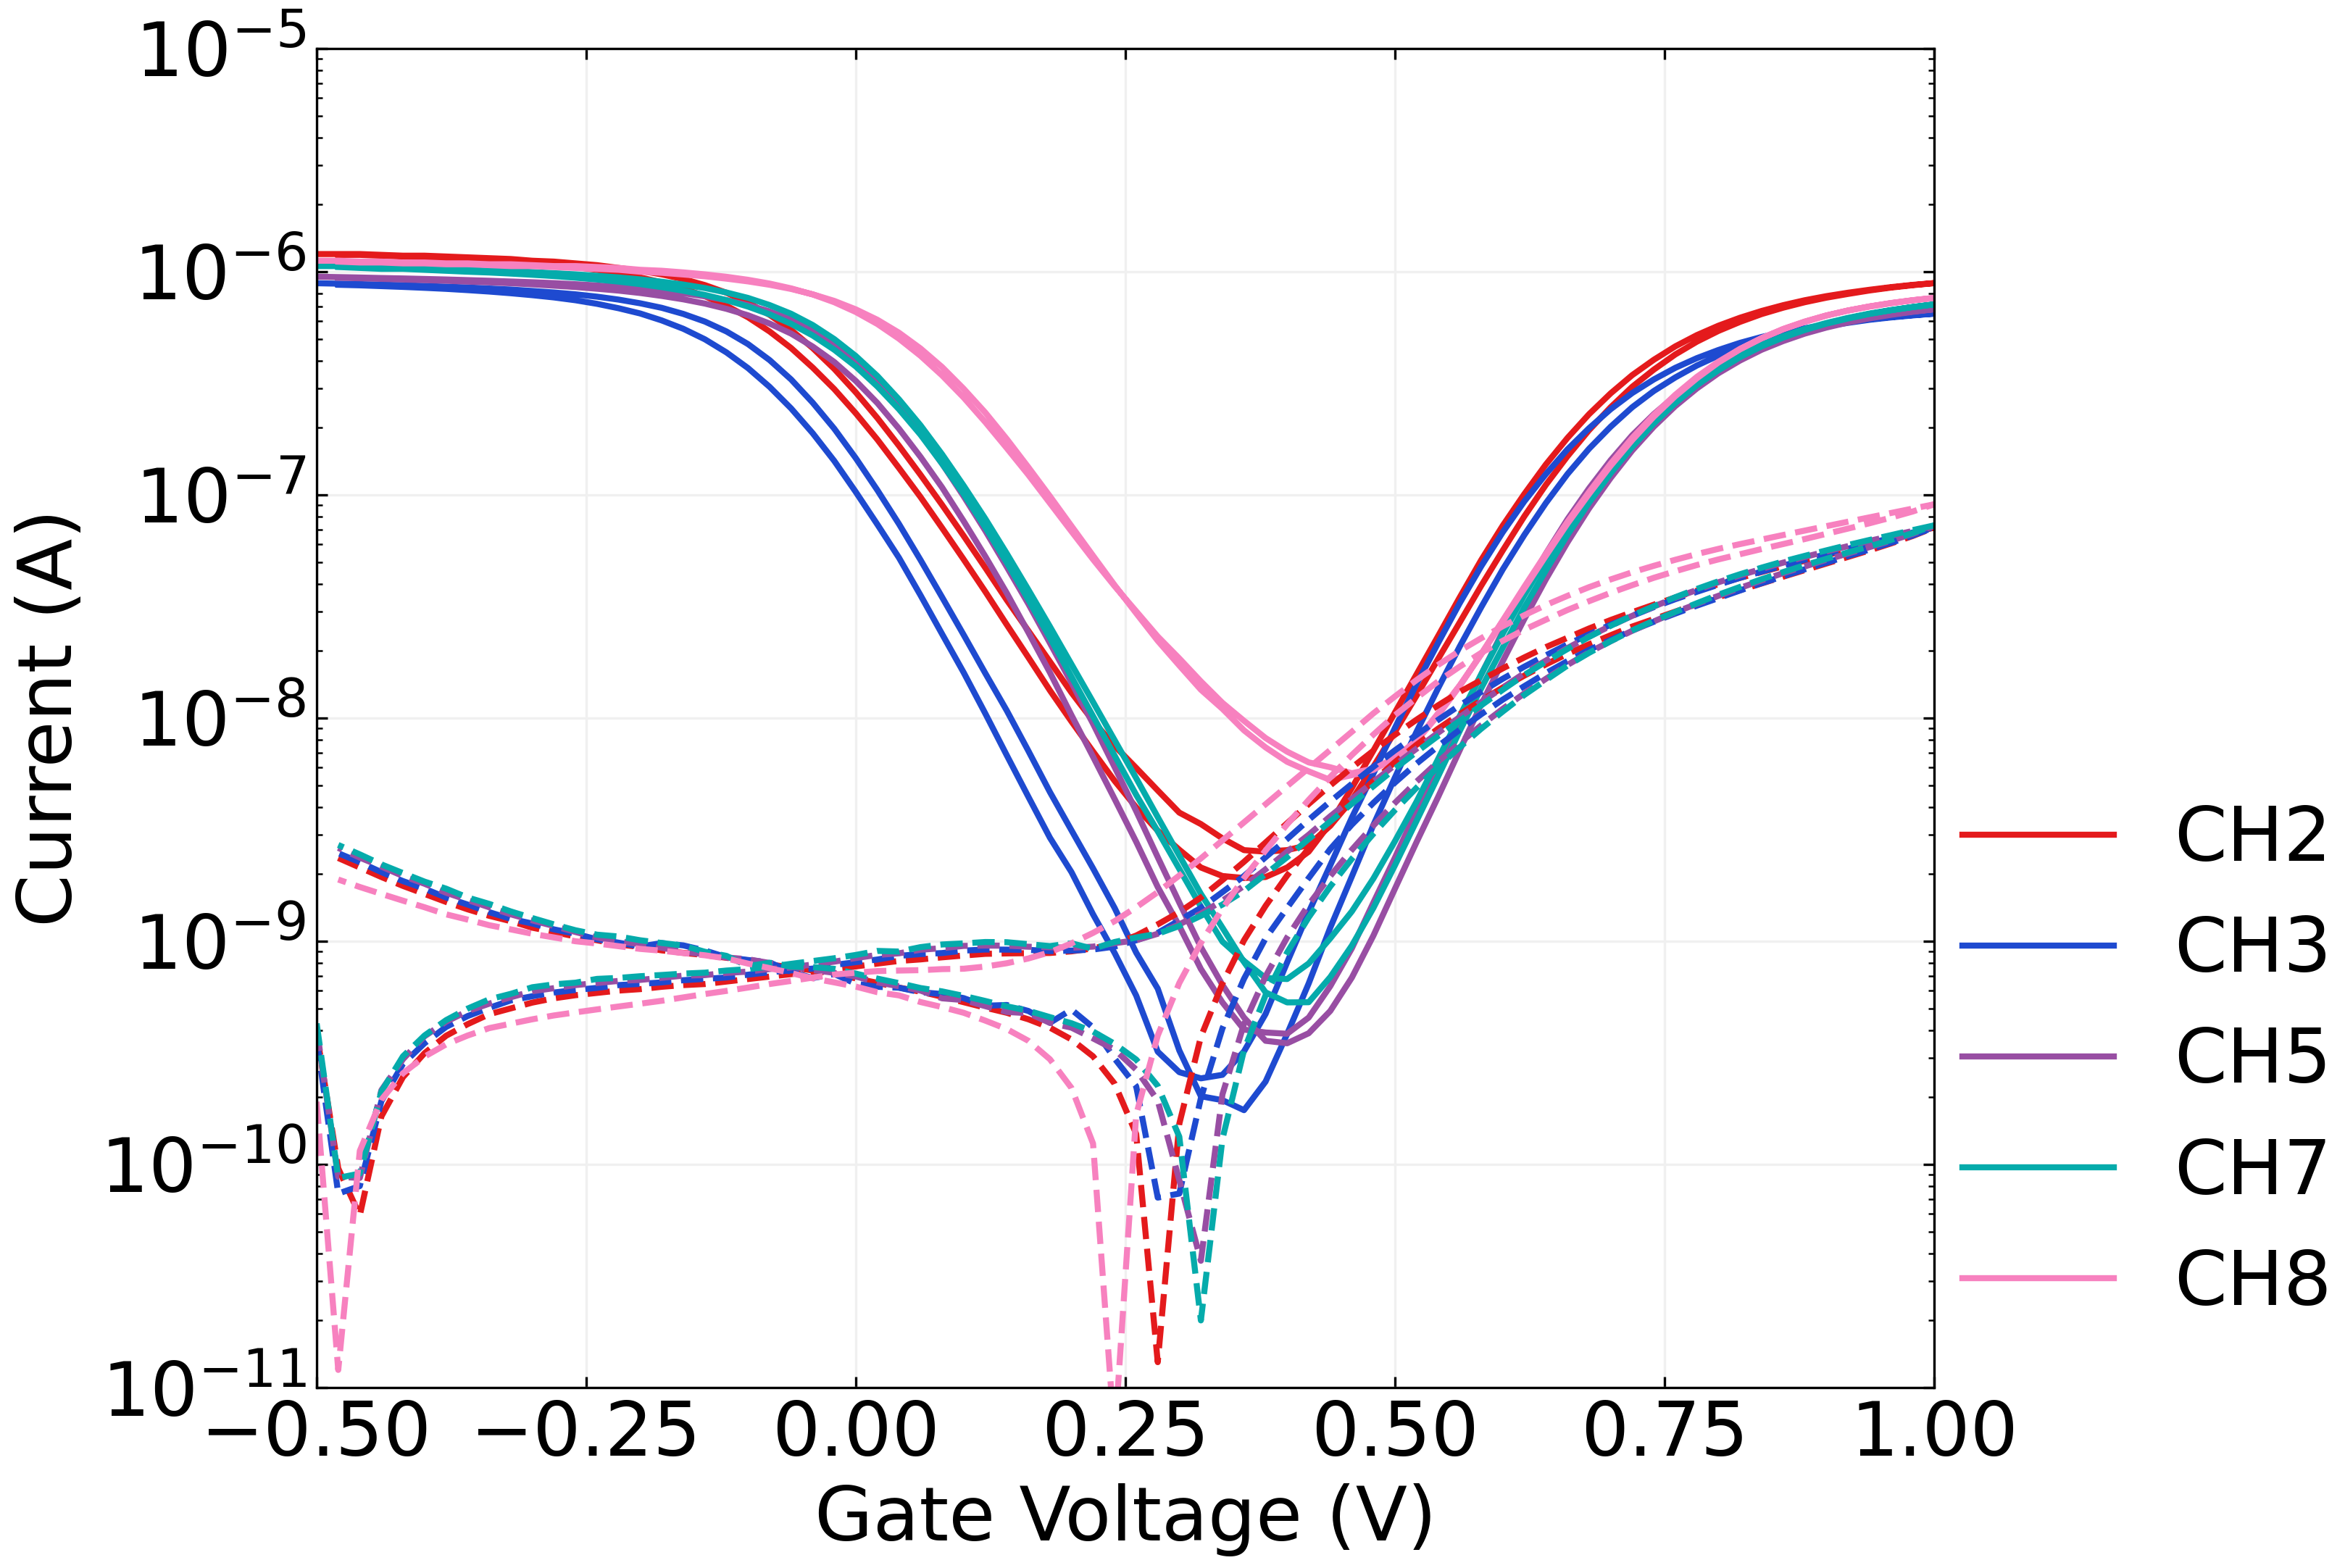 10⁻⁵
10⁻⁶
10⁻⁷
10⁻⁸
10⁻⁹
10⁻¹⁰
10⁻¹¹
Current (A)
−0.50 −0.25 0.00 0.25 0.50 0.75 1.00
Gate Voltage (V)
CH2
CH3
CH5
CH7
CH8